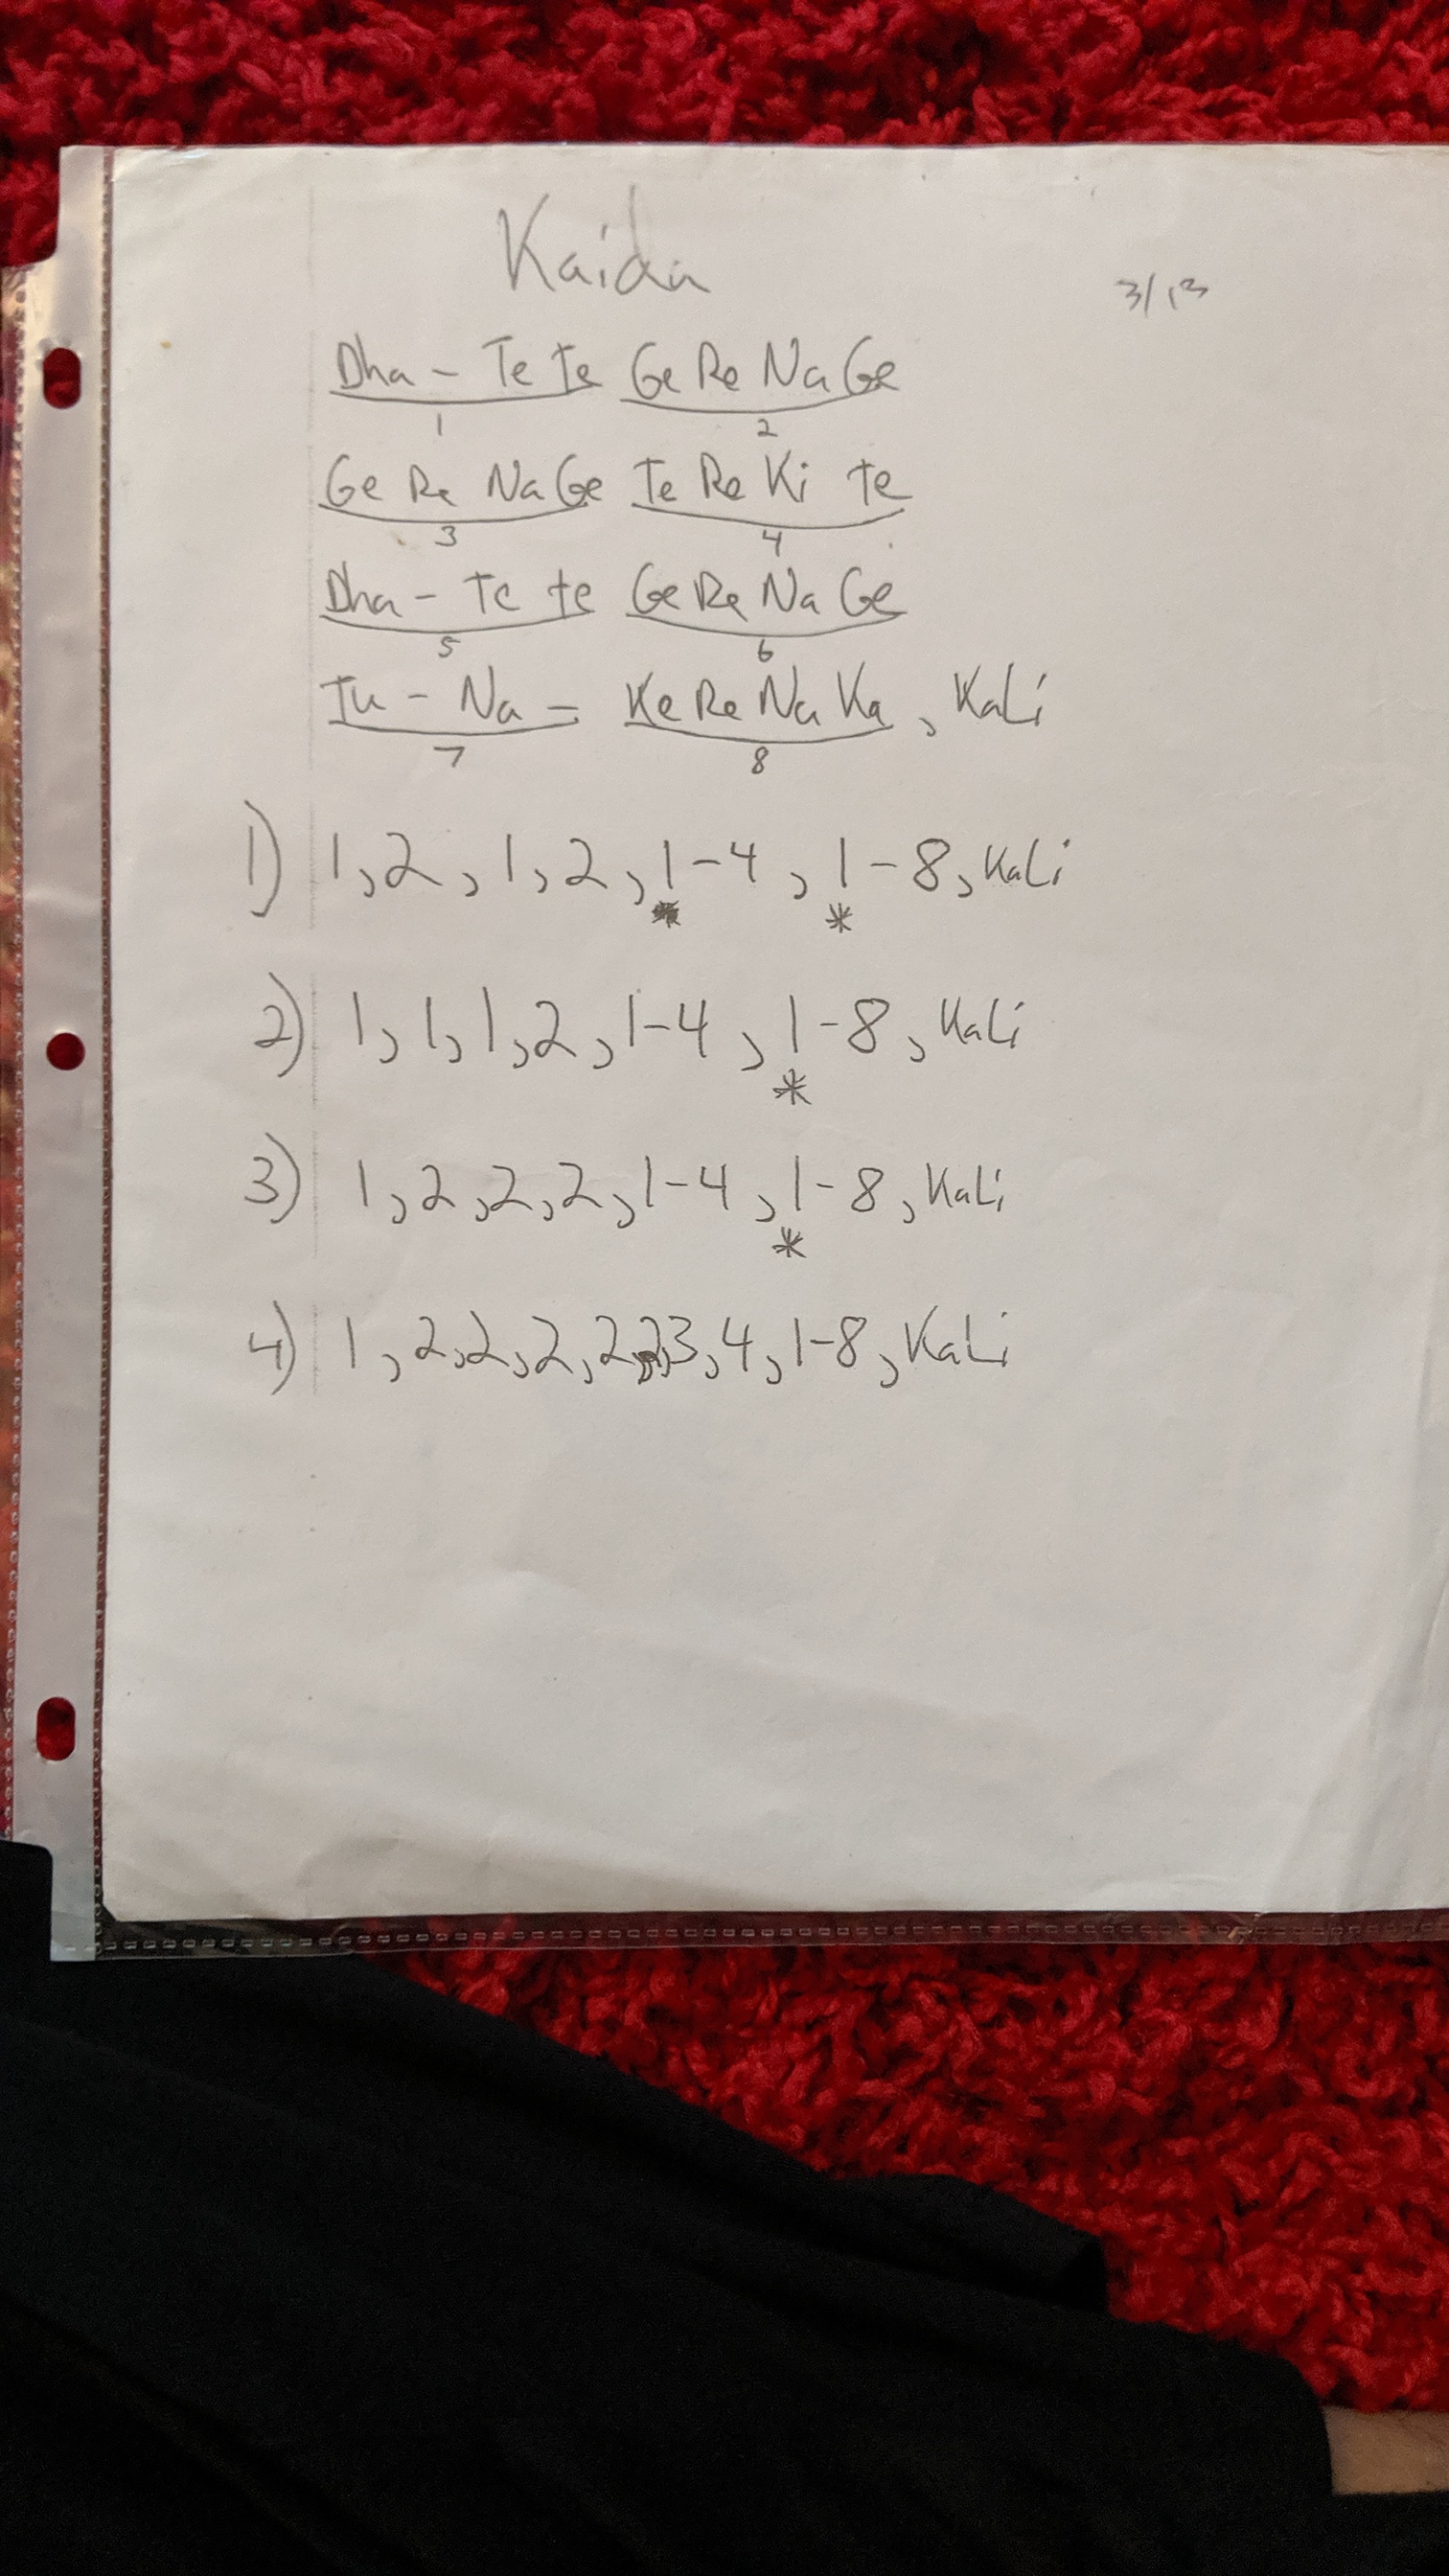 Kaida
3/13
Dha - Te Te Ge Re Na Ge
1 2
Ge Re Na Ge Te Re Ki Te
3 4
Dha - Te te Ge Re Na Ge
5 6
Tu - Na - Ke Re Na Ka, Kali
7 8
1) 1,2, 1,2, 1-4, 1-8, Kali
* *
2) 1, 1, 1, 2, 1-4, 1-8, Kali
*
3) 1, 2, 2, 2, 1-4, 1-8, Kali
*
4) 1, 2, 2, 2, 2, 2, 3, 4, 1-8, Kali